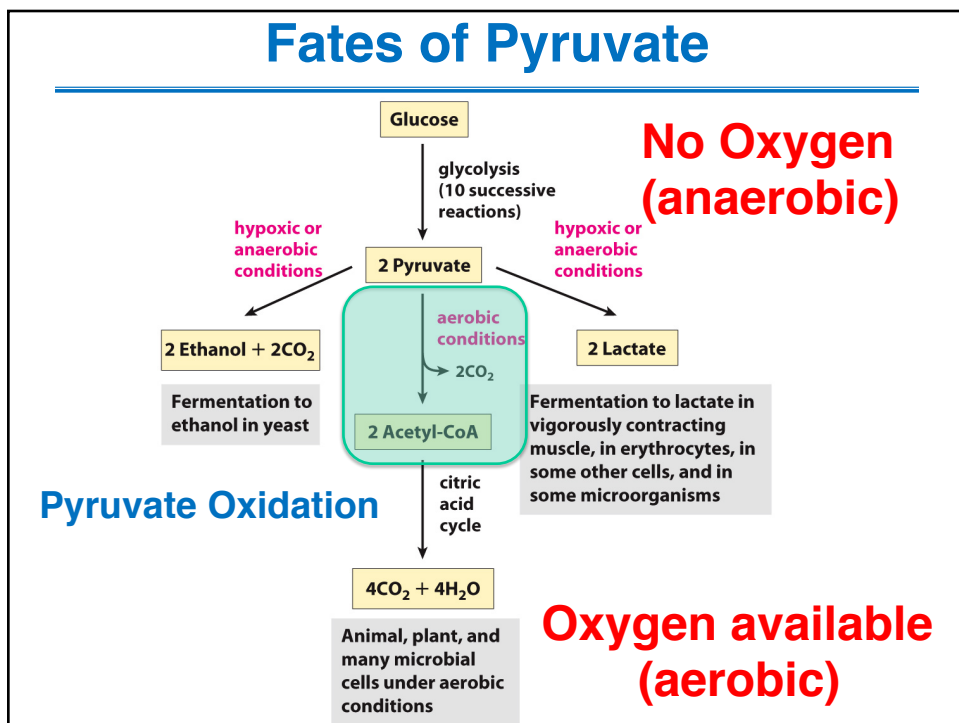 Fates of Pyruvate
Glucose
No Oxygen
(anaerobic)
glycolysis
(10 successive
reactions)
hypoxic or
anaerobic
conditions
hypoxic or
anaerobic
conditions
2 Pyruvate
aerobic
conditions
2CO₂
2 Ethanol + 2CO₂
2 Lactate
Fermentation to
ethanol in yeast
2 Acetyl-CoA
Fermentation to lactate in
vigorously contracting
muscle, in erythrocytes, in
some other cells, and in
some microorganisms
Pyruvate Oxidation
citric
acid
cycle
4CO₂ + 4H₂O
Animal, plant, and
many microbial
cells under aerobic
conditions
Oxygen available
(aerobic)